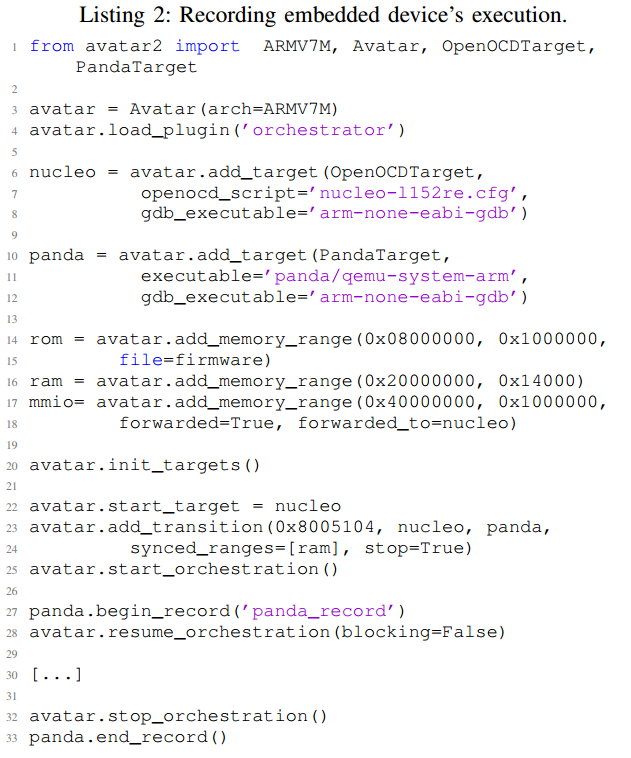 Listing 2: Recording embedded device's execution.
1 from avatar2 import  ARMV7M, Avatar, OpenOCDTarget,
PandaTarget
2
3 avatar = Avatar(arch=ARMV7M)
4 avatar.load_plugin('orchestrator')
5
6 nucleo = avatar.add_target(OpenOCDTarget,
7 openocd_script='nucleo-l152re.cfg',
8 gdb_executable='arm-none-eabi-gdb')
9
10 panda = avatar.add_target(PandaTarget,
11 executable='panda/qemu-system-arm',
12 gdb_executable='arm-none-eabi-gdb')
13
14 rom = avatar.add_memory_range(0x08000000, 0x1000000,
15 file=firmware)
16 ram = avatar.add_memory_range(0x20000000, 0x14000)
17 mmio= avatar.add_memory_range(0x40000000, 0x1000000,
18 forwarded=True, forwarded_to=nucleo)
19
20 avatar.init_targets()
21
22 avatar.start_target = nucleo
23 avatar.add_transition(0x8005104, nucleo, panda,
24 synced_ranges=[ram], stop=True)
25 avatar.start_orchestration()
26
27 panda.begin_record('panda_record')
28 avatar.resume_orchestration(blocking=False)
29
30 [...]
31
32 avatar.stop_orchestration()
33 panda.end_record()